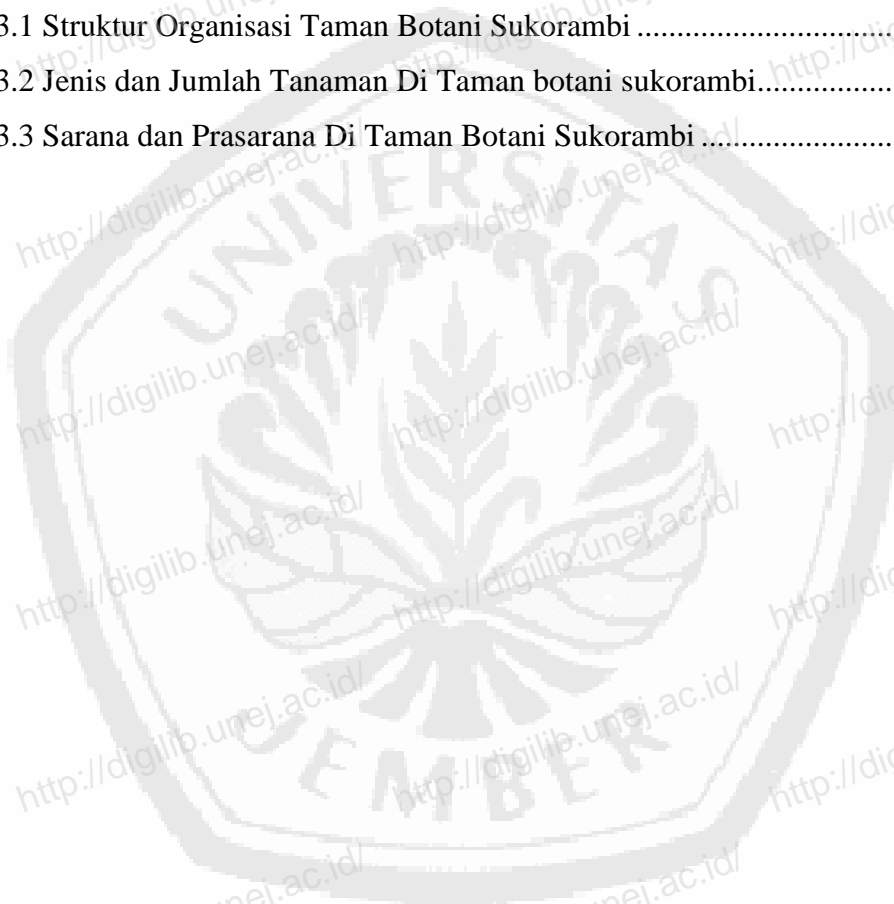 3.1 Struktur Organisasi Taman Botani Sukorambi ................................
3.2 Jenis dan Jumlah Tanaman Di Taman botani sukorambi.................
3.3 Sarana dan Prasarana Di Taman Botani Sukorambi ........................
UNIVERSITAS
JEMBER
http://digilib.unej.ac.id/
http://digilib.unej.ac.id/
http://digilib.unej.ac.id/
http://digilib.unej.ac.id/
http://digilib.unej.ac.id/
http://digilib.unej.ac.id/
http://digilib.unej.ac.id/
http://digilib.unej.ac.id/